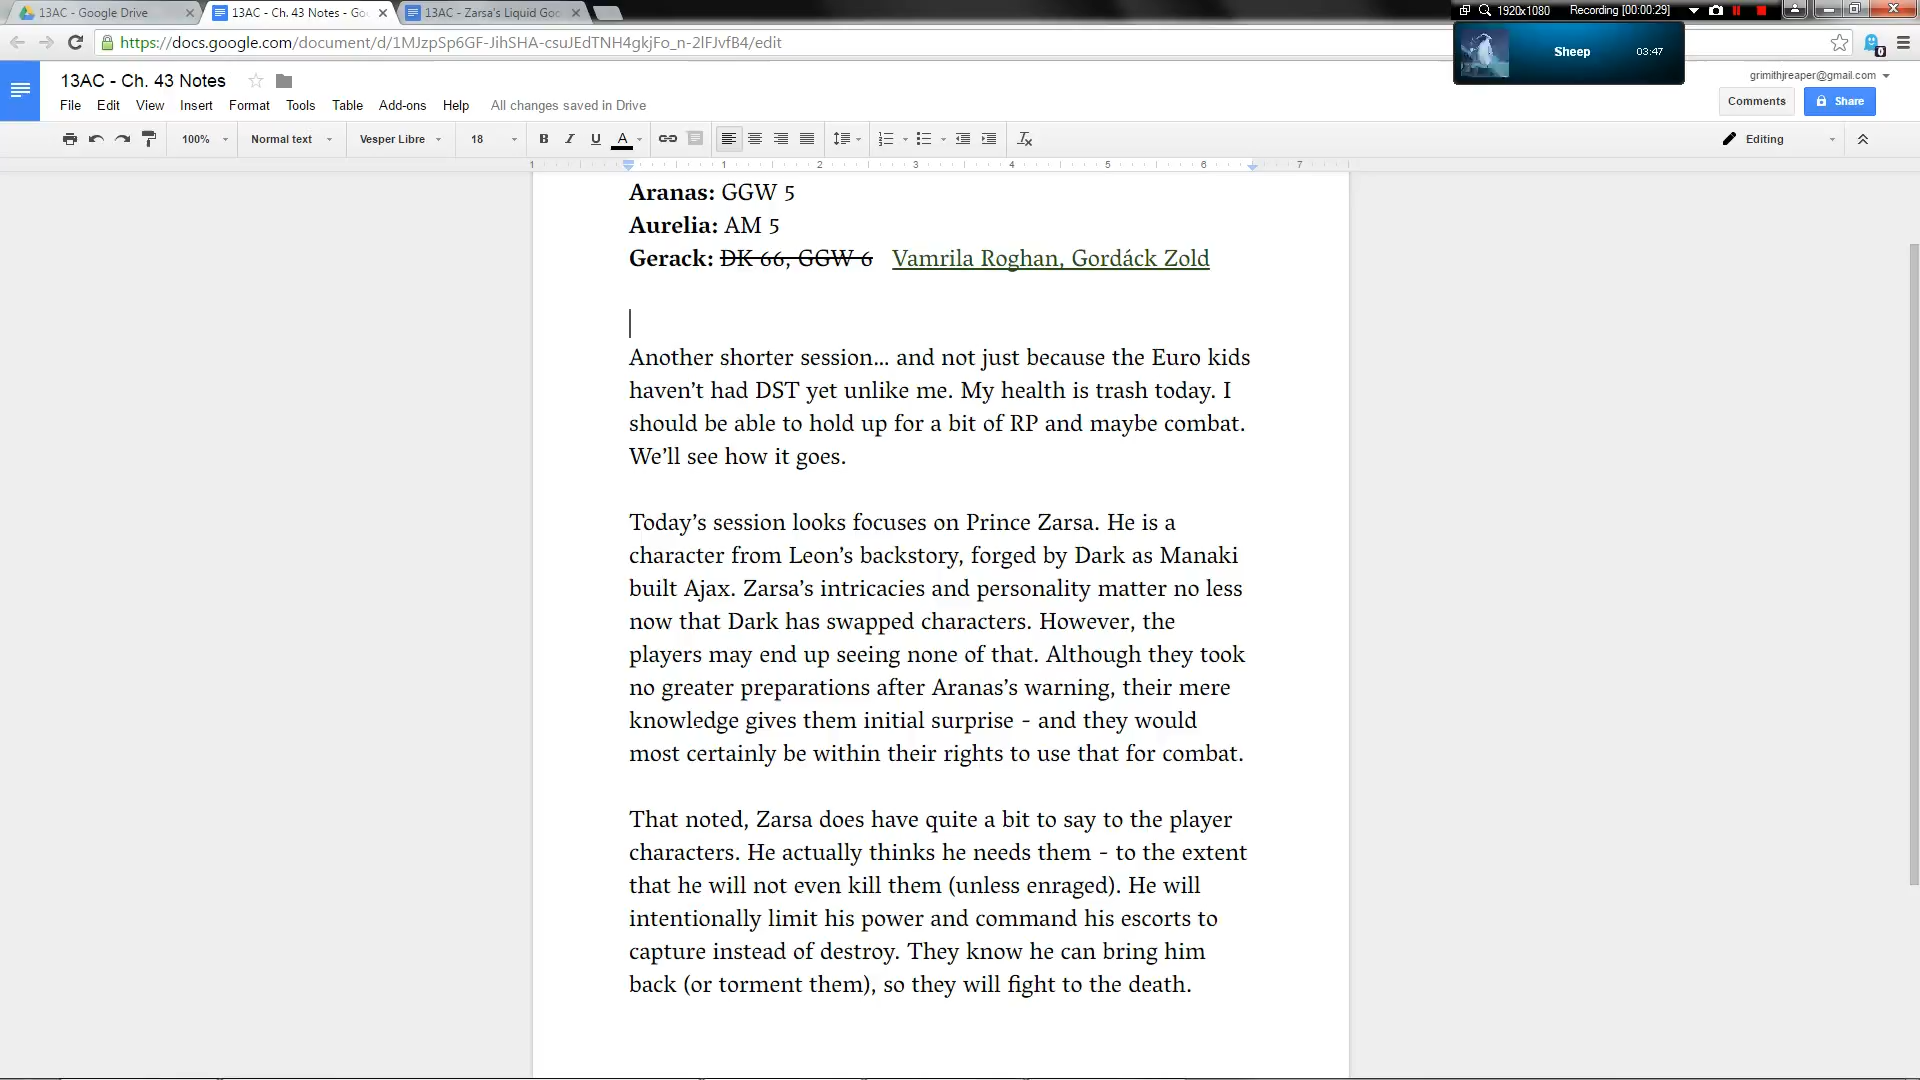 13AC - Google Drive
13AC - Ch. 43 Notes - Goo
13AC - Zarsa's Liquid Goo
1920x1080
Recording [00:00:29]
https://docs.google.com/document/d/1MJzpSp6GF-JihSHA-csuJEdTNH4gkjFo_n-2lFJvfB4/edit
Sheep
03:47
0
13AC - Ch. 43 Notes
grimithjreaper@gmail.com
File Edit View Insert Format Tools Table Add-ons Help All changes saved in Drive
Comments
Share
100% Normal text Vesper Libre 18 B I U A Editing
1 1 2 3 4 5 6 7
Aranas: GGW 5
Aurelia: AM 5
Gerack: DK 66, GGW 6 Vamrila Roghan, Gordáck Zold
Another shorter session... and not just because the Euro kids
haven't had DST yet unlike me. My health is trash today. I
should be able to hold up for a bit of RP and maybe combat.
We'll see how it goes.
Today's session looks focuses on Prince Zarsa. He is a
character from Leon's backstory, forged by Dark as Manaki
built Ajax. Zarsa's intricacies and personality matter no less
now that Dark has swapped characters. However, the
players may end up seeing none of that. Although they took
no greater preparations after Aranas's warning, their mere
knowledge gives them initial surprise - and they would
most certainly be within their rights to use that for combat.
That noted, Zarsa does have quite a bit to say to the player
characters. He actually thinks he needs them - to the extent
that he will not even kill them (unless enraged). He will
intentionally limit his power and command his escorts to
capture instead of destroy. They know he can bring him
back (or torment them), so they will fight to the death.